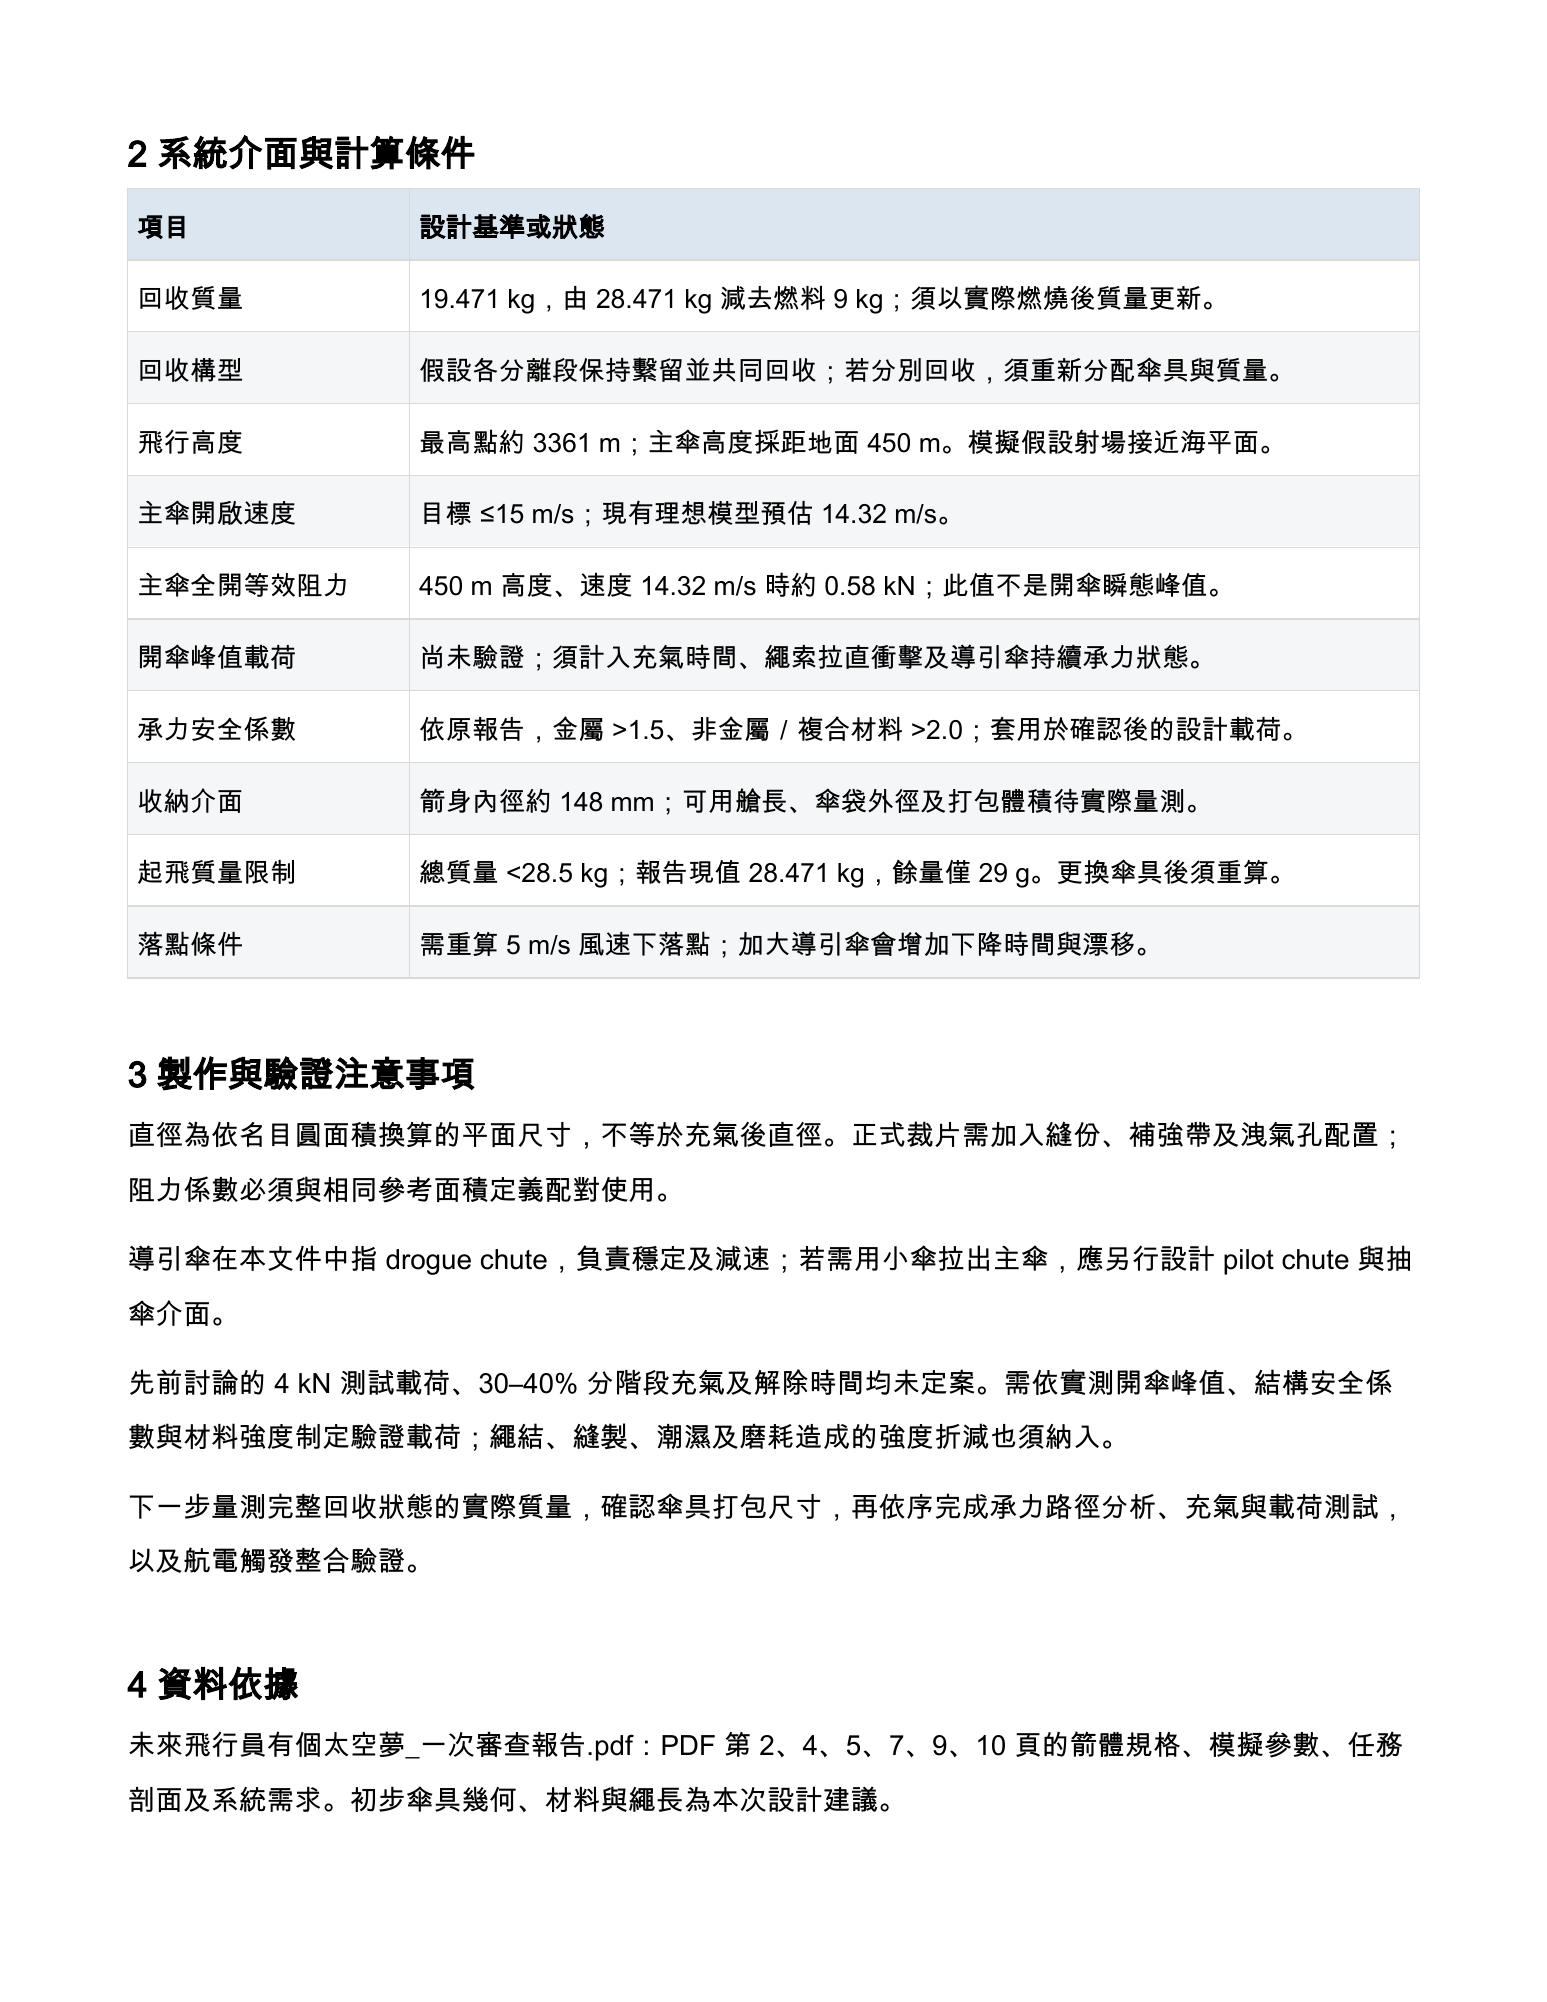 2 系統介面與計算條件
項目 設計基準或狀態
回收質量 19.471 kg，由 28.471 kg 減去燃料 9 kg；須以實際燃燒後質量更新。
回收構型 假設各分離段保持繫留並共同回收；若分別回收，須重新分配傘具與質量。
飛行高度 最高點約 3361 m；主傘高度採距地面 450 m。模擬假設射場接近海平面。
主傘開啟速度 目標 ≤15 m/s；現有理想模型預估 14.32 m/s。
主傘全開等效阻力 450 m 高度、速度 14.32 m/s 時約 0.58 kN；此值不是開傘瞬態峰值。
開傘峰值載荷 尚未驗證；須計入充氣時間、繩索拉直衝擊及導引傘持續承力狀態。
承力安全係數 依原報告，金屬 >1.5、非金屬 / 複合材料 >2.0；套用於確認後的設計載荷。
收納介面 箭身內徑約 148 mm；可用艙長、傘袋外徑及打包體積待實際量測。
起飛質量限制 總質量 <28.5 kg；報告現值 28.471 kg，餘量僅 29 g。更換傘具後須重算。
落點條件 需重算 5 m/s 風速下落點；加大導引傘會增加下降時間與漂移。
3 製作與驗證注意事項
直徑為依名目圓面積換算的平面尺寸，不等於充氣後直徑。正式裁片需加入縫份、補強帶及洩氣孔配置；
阻力係數必須與相同參考面積定義配對使用。
導引傘在本文件中指 drogue chute，負責穩定及減速；若需用小傘拉出主傘，應另行設計 pilot chute 與抽
傘介面。
先前討論的 4 kN 測試載荷、30–40% 分階段充氣及解除時間均未定案。需依實測開傘峰值、結構安全係
數與材料強度制定驗證載荷；繩結、縫製、潮濕及磨耗造成的強度折減也須納入。
下一步量測完整回收狀態的實際質量，確認傘具打包尺寸，再依序完成承力路徑分析、充氣與載荷測試，
以及航電觸發整合驗證。
4 資料依據
未來飛行員有個太空夢_一次審查報告.pdf：PDF 第 2、4、5、7、9、10 頁的箭體規格、模擬參數、任務
剖面及系統需求。初步傘具幾何、材料與繩長為本次設計建議。